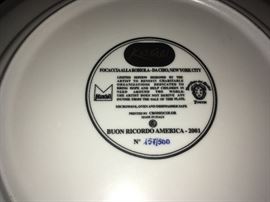 FOCACCIA ALLA ROBIOLA - DA CIRO, NEW YORK CITY
LIMITED EDITION DESIGNED BY THE
ARTIST TO BENEFIT CHARITABLE
ORGANIZATIONS DEDICATED TO
BRING HOPE AND HELP CHILDREN IN
NEED AROUND THE WORLD.
THE ARTIST DOES NOT DERIVE ANY
INCOME FROM THE SALE OF THIS PLATE.
MICROWAVE, OVEN AND DISHWASHER SAFE
PRINTED BY
MADE IN ITALY
BUON RICORDO AMERICA - 2001
N° /500